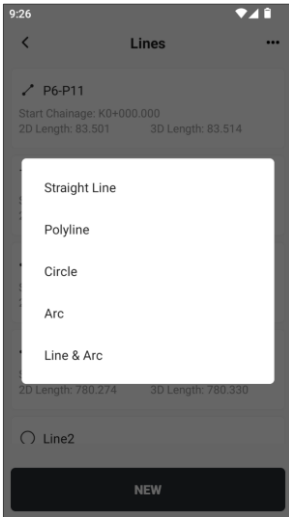 9:26
Lines
P6-P11
Start Chainage: K0+000.000
2D Length: 83.501 3D Length: 83.514
Straight Line
Polyline
Circle
Arc
Line & Arc
2D Length: 780.274 3D Length: 780.330
Line2
NEW